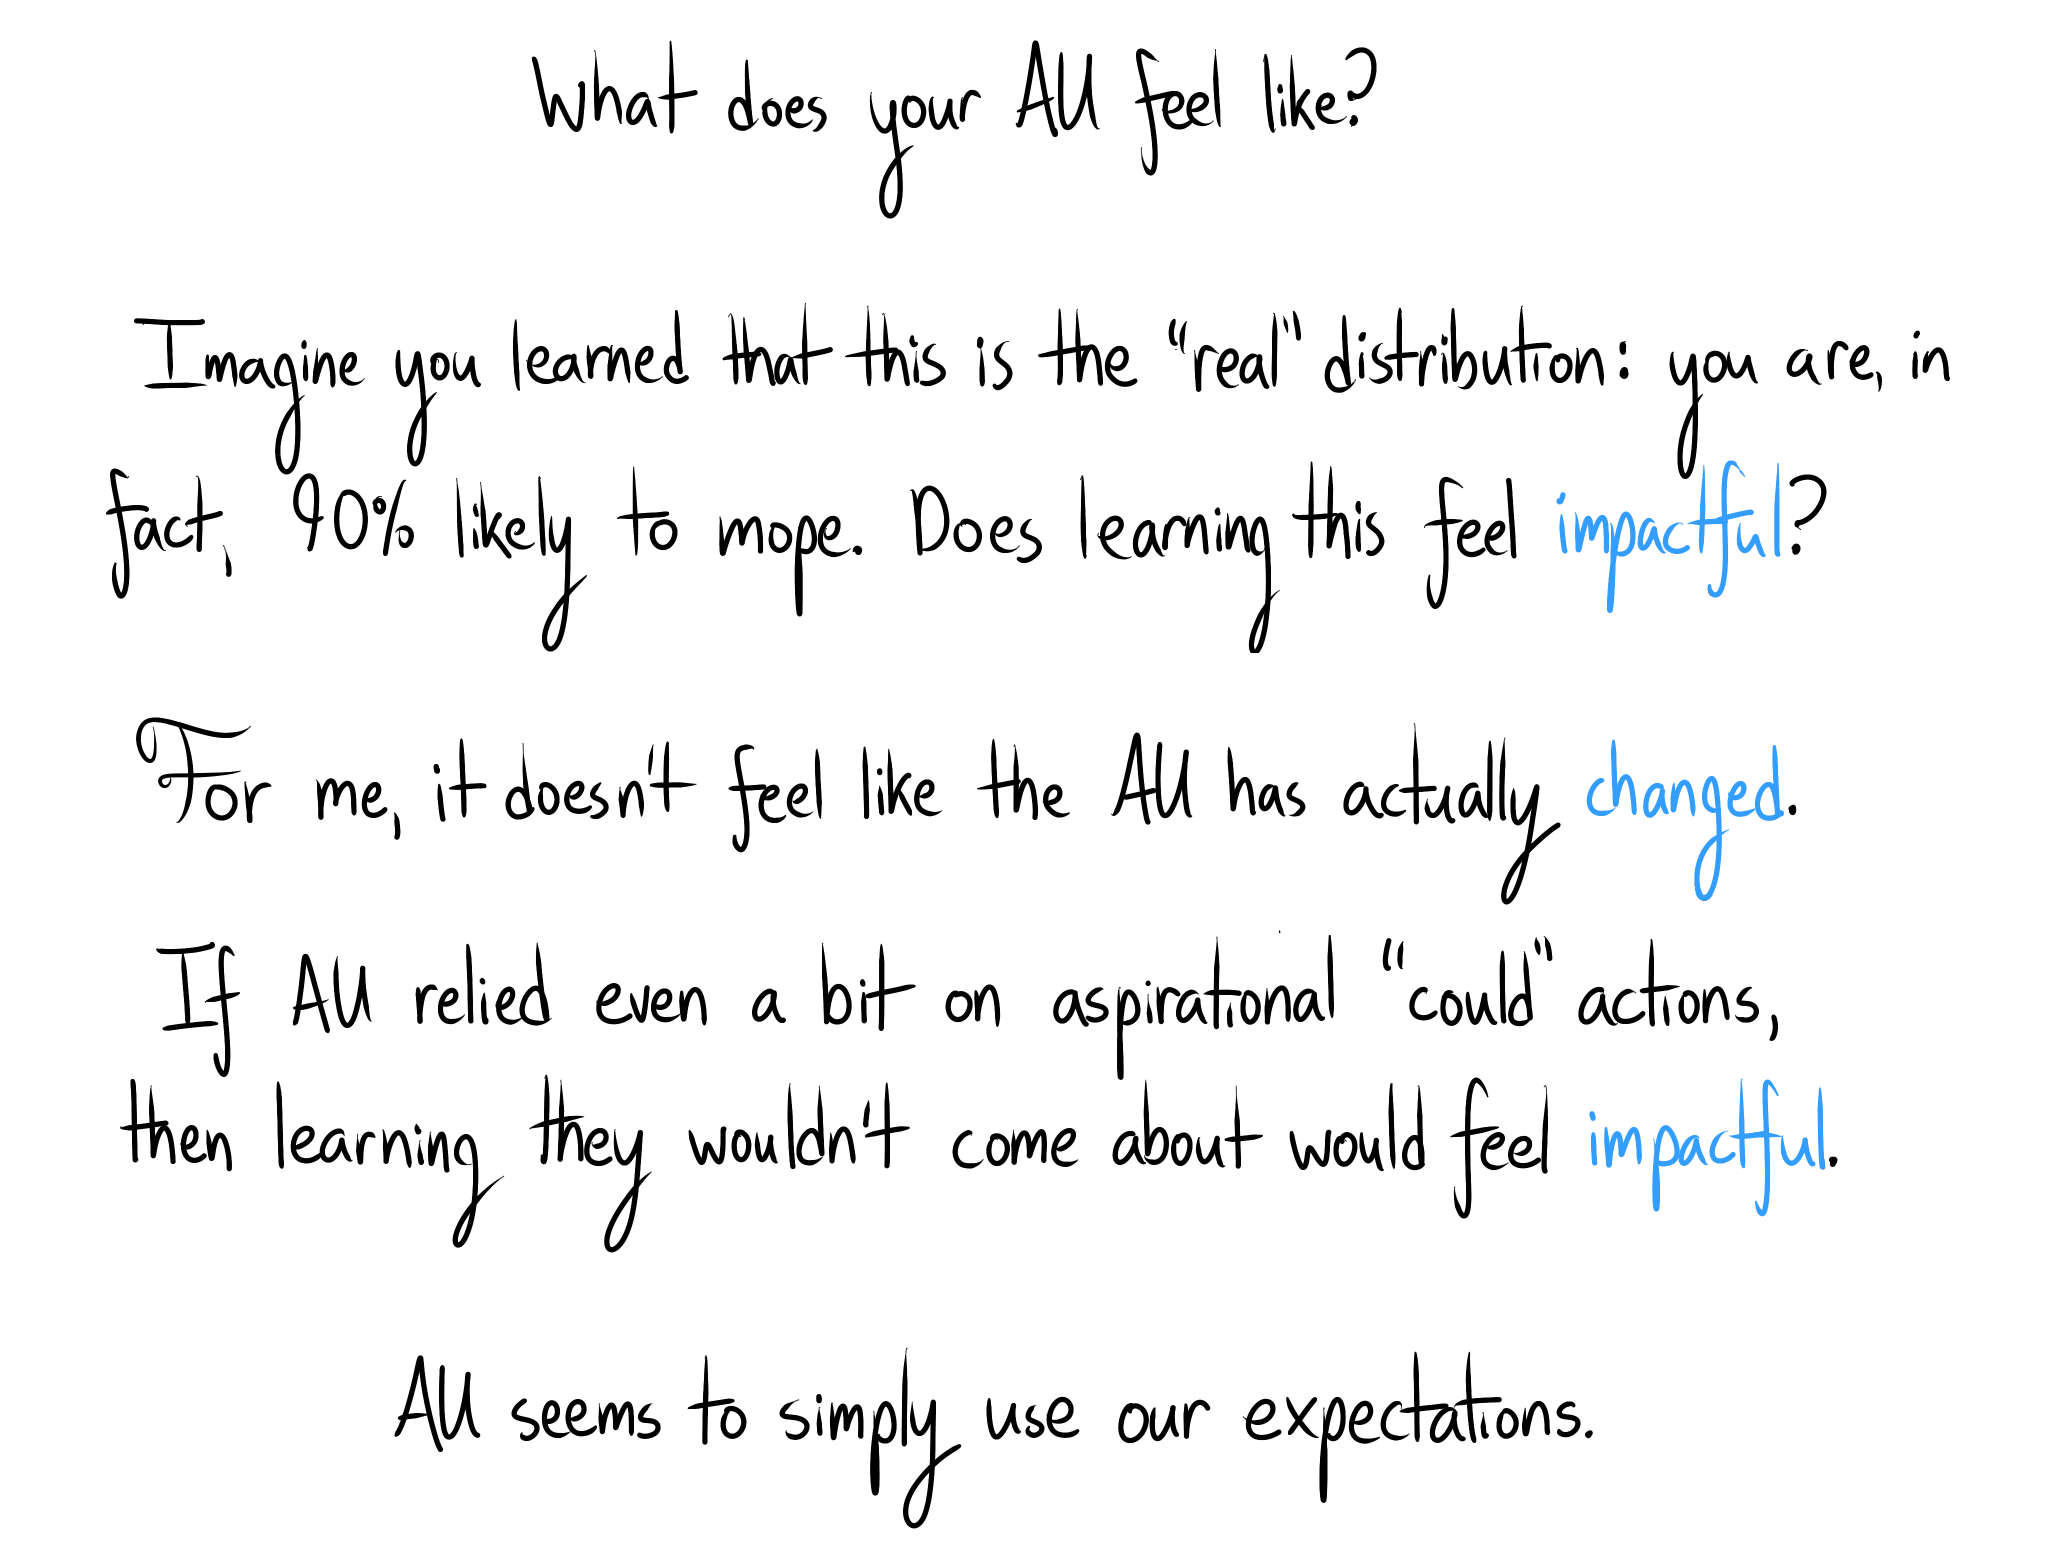 What does your AU feel like?
Imagine you learned that this is the "real" distribution: you are, in
fact, 90% likely to mope. Does learning this feel impactful?
For me, it doesn't feel like the AU has actually changed.
If AU relied even a bit on aspirational "could" actions,
then learning they wouldn't come about would feel impactful.
AU seems to simply use our expectations.